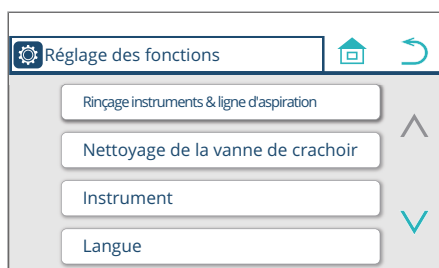 Réglage des fonctions
Rinçage instruments & ligne d'aspiration
Nettoyage de la vanne de crachoir
Instrument
Langue